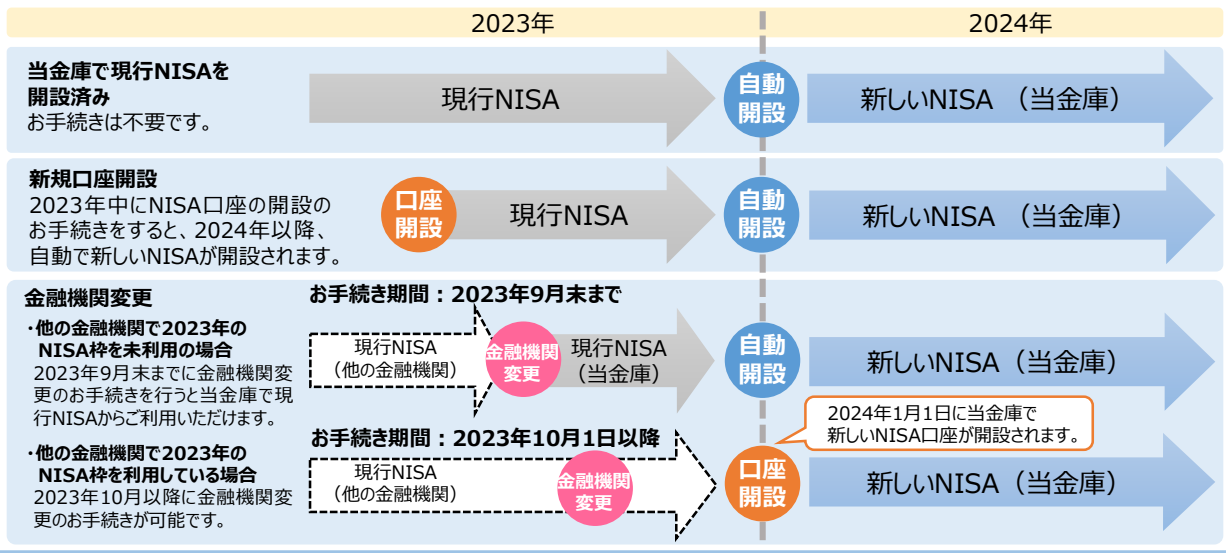 2023年
2024年
当金庫で現行NISAを
開設済み
お手続きは不要です。
現行NISA
自動
開設
新しいNISA （当金庫）
新規口座開設
2023年中にNISA口座の開設の
お手続きをすると、2024年以降、
自動で新しいNISAが開設されます。
口座
開設
現行NISA
自動
開設
新しいNISA （当金庫）
金融機関変更
・他の金融機関で2023年の
NISA枠を未利用の場合
2023年9月末までに金融機関変
更のお手続きを行うと当金庫で現
行NISAからご利用いただけます。
お手続き期間：2023年9月末まで
現行NISA
（他の金融機関）
金融機関
変更
現行NISA
（当金庫）
自動
開設
新しいNISA（当金庫）
2024年1月1日に当金庫で
新しいNISA口座が開設されます。
・他の金融機関で2023年の
NISA枠を利用している場合
2023年10月以降に金融機関変
更のお手続きが可能です。
お手続き期間：2023年10月1日以降
現行NISA
（他の金融機関）
金融機関
変更
口座
開設
新しいNISA（当金庫）